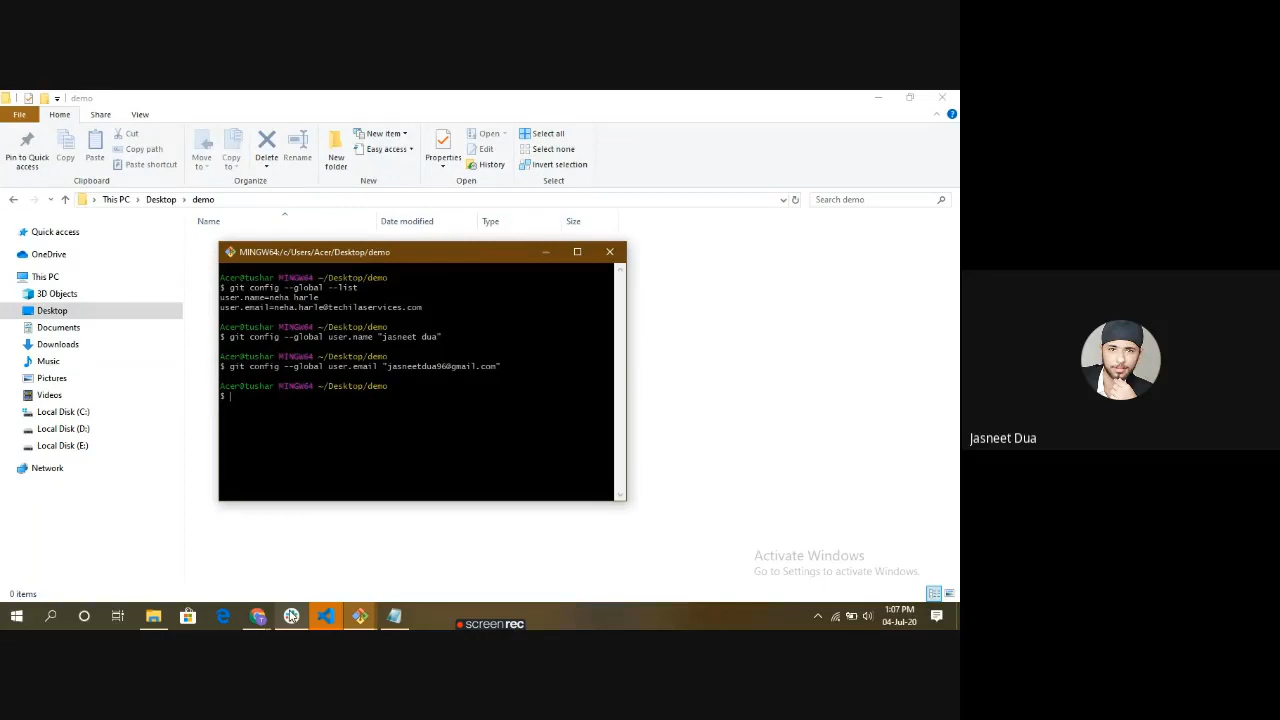 demo
File Home Share View
Pin to Quick access
Copy
Paste
Cut
Copy path
Paste shortcut
Clipboard
Move to
Copy to
Delete
Rename
Organize
New folder
New item
Easy access
New
Properties
Open
Edit
History
Open
Select all
Select none
Invert selection
Select
This PC > Desktop > demo
Search demo
Name Date modified Type Size
Quick access
OneDrive
This PC
3D Objects
Desktop
Documents
Downloads
Music
Pictures
Videos
Local Disk (C:)
Local Disk (D:)
Local Disk (E:)
Network
MINGW64:/c/Users/Acer/Desktop/demo
Acer@tushar MINGW64 ~/Desktop/demo
$ git config --global --list
user.name=neha harle
user.email=neha.harle@techilaservices.com
Acer@tushar MINGW64 ~/Desktop/demo
$ git config --global user.name "jasneet dua"
Acer@tushar MINGW64 ~/Desktop/demo
$ git config --global user.email "jasneetdua96@gmail.com"
Acer@tushar MINGW64 ~/Desktop/demo
$
Activate Windows
Go to Settings to activate Windows.
0 items
screenrec
1:07 PM
04-Jul-20
Jasneet Dua